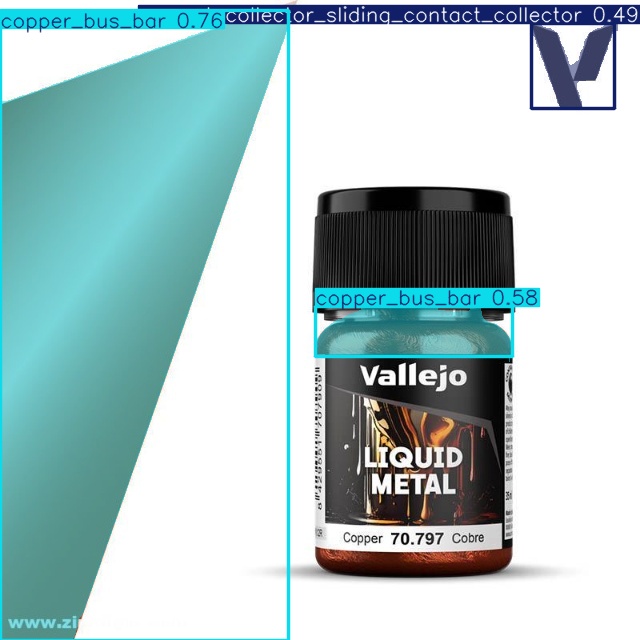 copper_bus_bar 0.76
collector_sliding_contact_collector 0.49
copper_bus_bar 0.58
Vallejo
LIQUID
METAL
Copper 70.797 Cobre